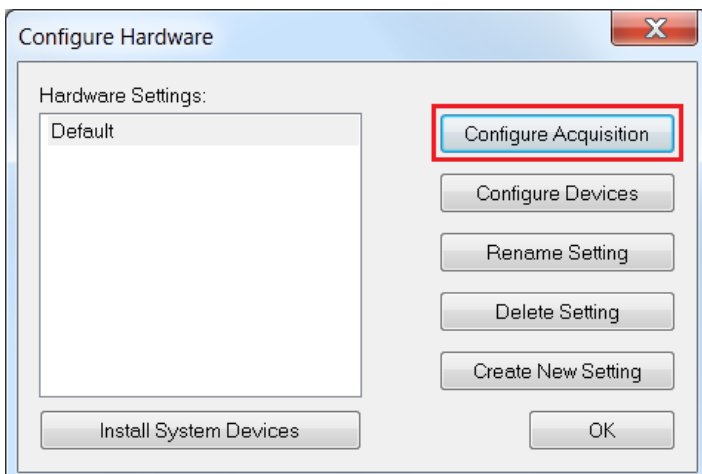 Configure Hardware
Hardware Settings:
Default
Configure Acquisition
Configure Devices
Rename Setting
Delete Setting
Create New Setting
Install System Devices
OK